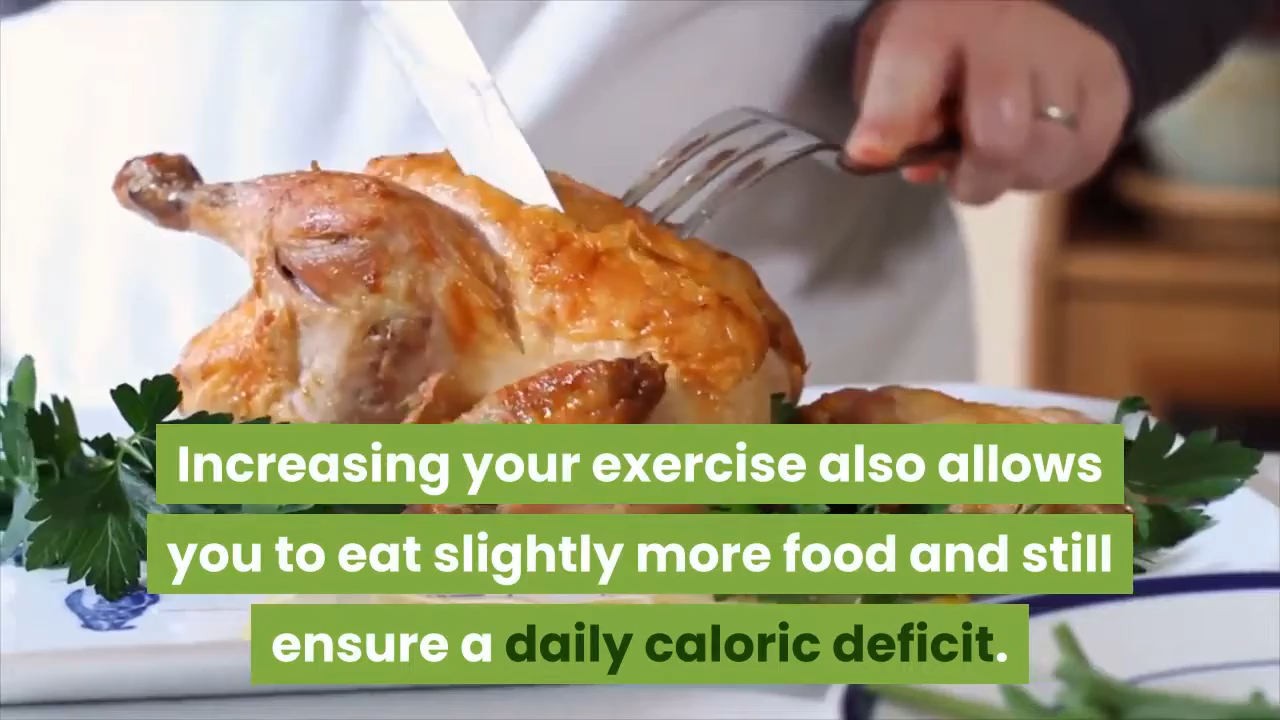 Increasing your exercise also allows
you to eat slightly more food and still
ensure a daily caloric deficit.